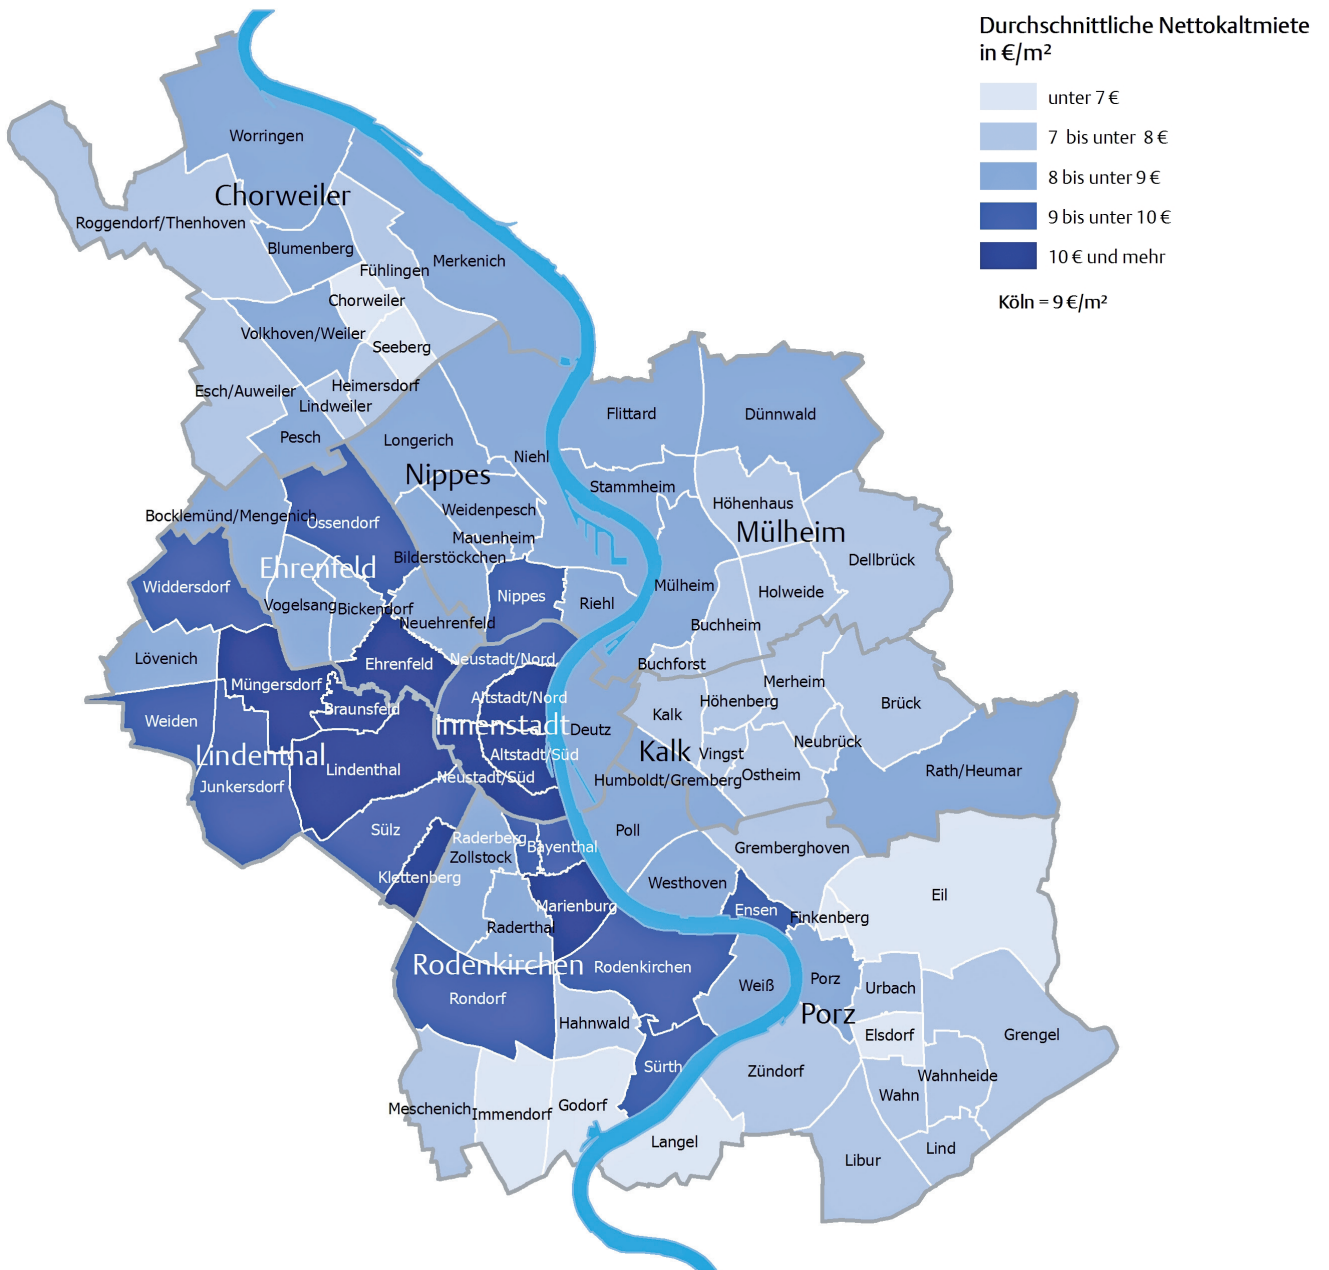 Durchschnittliche Nettokaltmiete
in €/m²
unter 7 €
7 bis unter 8 €
8 bis unter 9 €
9 bis unter 10 €
10 € und mehr
Köln = 9 €/m²
Worringen
Chorweiler
Roggendorf/Thenhoven
Blumenberg
Merkenich
Fühlingen
Chorweiler
Volkhoven/Weiler
Seeberg
Heimersdorf
Esch/Auweiler
Lindweiler
Pesch
Flittard
Dünnwald
Longerich
Niehl
Nippes
Stammheim
Höhenhaus
Weidenpesch
Bocklemünd/Mengenich
Ossendorf
Mauenheim
Mülheim
Bilderstöckchen
Dellbrück
Ehrenfeld
Widdersdorf
Mülheim
Holweide
Nippes
Riehl
Vogelsang
Bickendorf
Neuehrenfeld
Buchheim
Lövenich
Ehrenfeld
Neustadt/Nord
Buchforst
Müngersdorf
Merheim
Altstadt/Nord
Höhenberg
Brück
Braunsfeld
Kalk
Weiden
Innenstadt
Deutz
Neubrück
Lindenthal
Altstadt/Süd
Kalk
Vingst
Lindenthal
Neustadt/Süd
Humboldt/Gremberg
Ostheim
Rath/Heumar
Junkersdorf
Sülz
Poll
Raderberg
Bayenthal
Gremberghoven
Zollstock
Klettenberg
Westhoven
Eil
Marienburg
Ensen
Finkenberg
Raderthal
Rodenkirchen
Rodenkirchen
Porz
Weiß
Urbach
Rondorf
Porz
Hahnwald
Elsdorf
Grengel
Sürth
Zündorf
Wahnheide
Wahn
Meschenich
Immendorf
Godorf
Langel
Lind
Libur